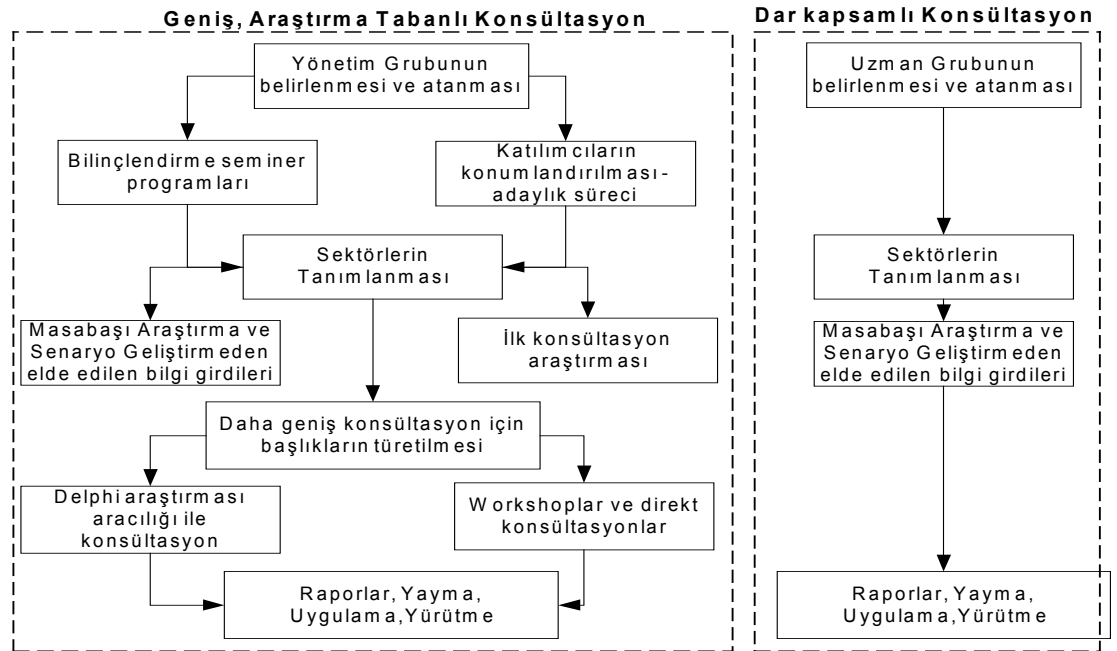 Geniş, Araştırma Tabanlı Konsültasyon
Yönetim Grubunun
belirlenmesi ve atanması
Bilinçlendirme seminer
programları
Katılımcıların
konumlandırılması-
adaylık süreci
Sektörlerin
Tanımlanması
Masabaşı Araştırma ve
Senaryo Geliştirmeden
elde edilen bilgi girdileri
İlk konsültasyon
araştırması
Daha geniş konsültasyon için
başlıkların türetilmesi
Delphi araştırması
aracılığı ile
konsültasyon
Workshoplar ve direkt
konsültasyonlar
Raporlar, Yayma,
Uygulama,Yürütme
Dar kapsamlı Konsültasyon
Uzman Grubunun
belirlenmesi ve atanması
Sektörlerin
Tanımlanması
Masabaşı Araştırma ve
Senaryo Geliştirmeden
elde edilen bilgi girdileri
Raporlar, Yayma,
Uygulama,Yürütme